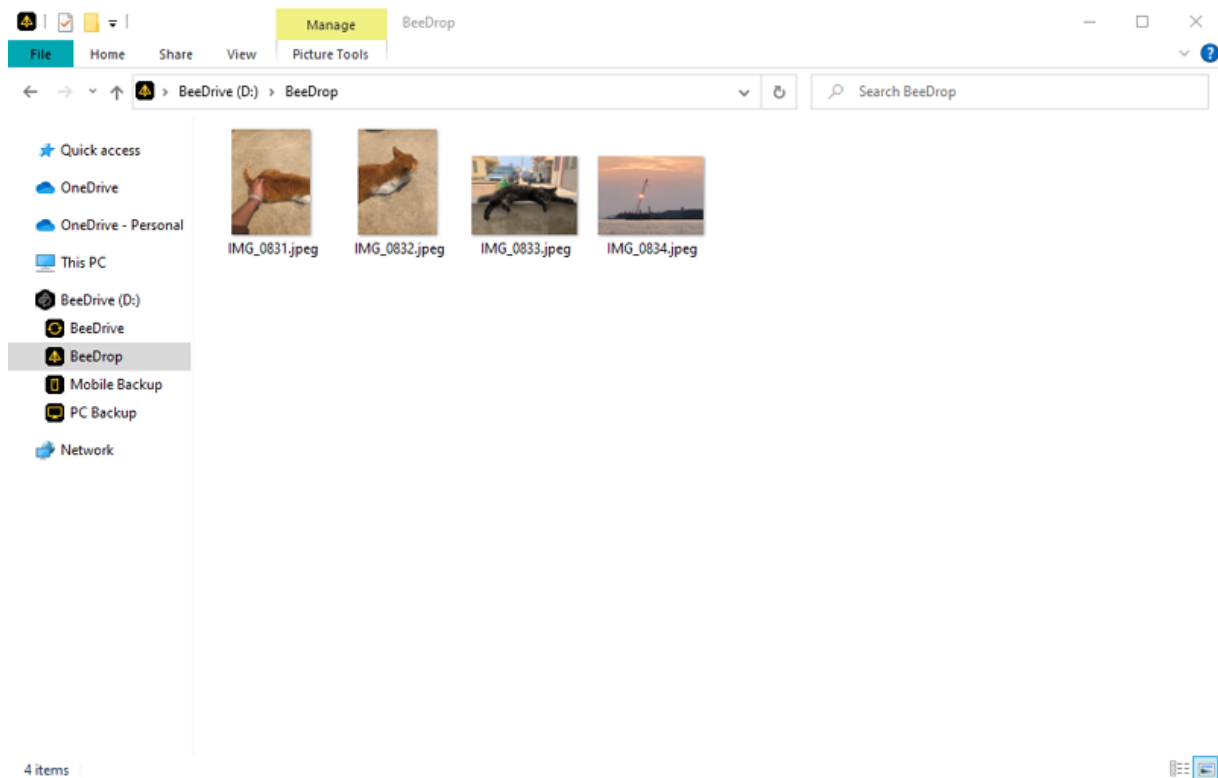 Manage
BeeDrop
File
Home
Share
View
Picture Tools
BeeDrive (D:)
BeeDrop
Search BeeDrop
Quick access
OneDrive
OneDrive - Personal
This PC
BeeDrive (D:)
BeeDrive
BeeDrop
Mobile Backup
PC Backup
Network
IMG_0831.jpeg
IMG_0832.jpeg
IMG_0833.jpeg
IMG_0834.jpeg
4 items